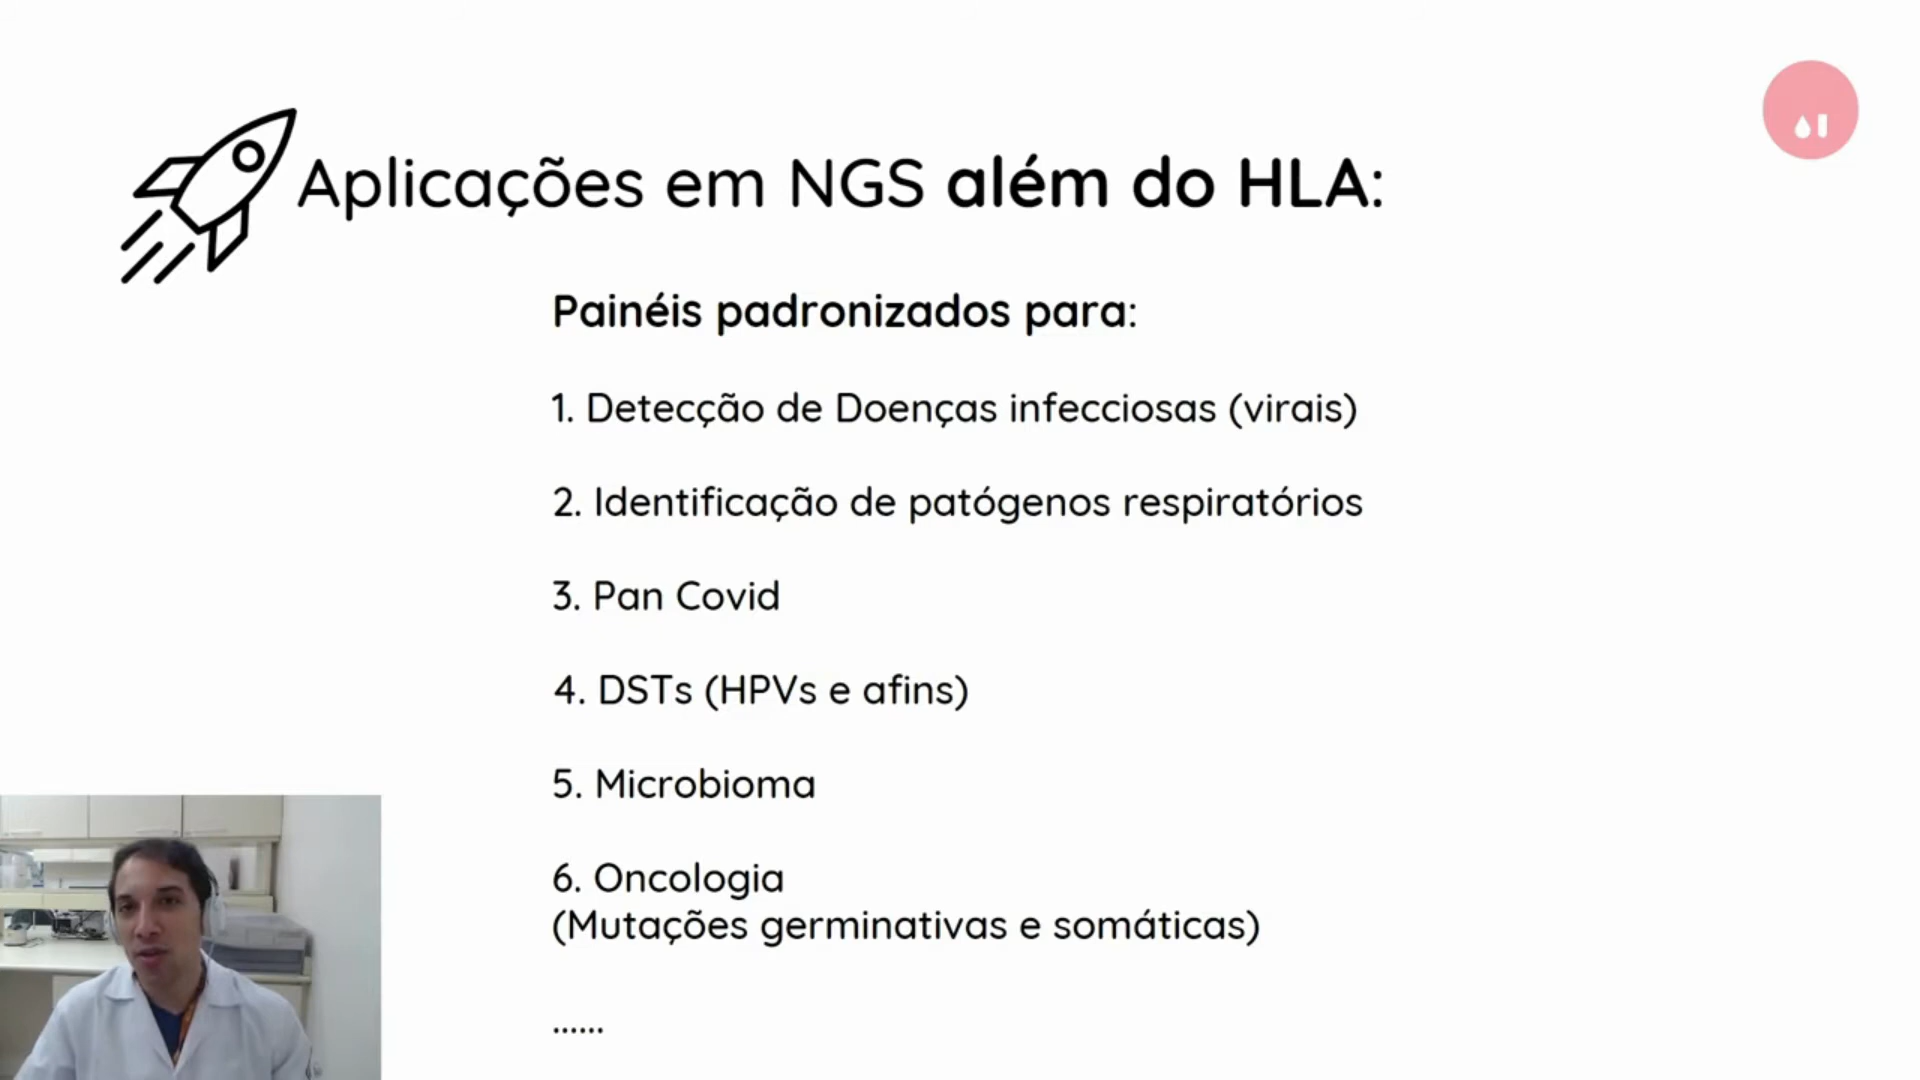 Aplicações em NGS além do HLA:
Painéis padronizados para:
1. Detecção de Doenças infecciosas (virais)
2. Identificação de patógenos respiratórios
3. Pan Covid
4. DSTs (HPVs e afins)
5. Microbioma
6. Oncologia
(Mutações germinativas e somáticas)
......